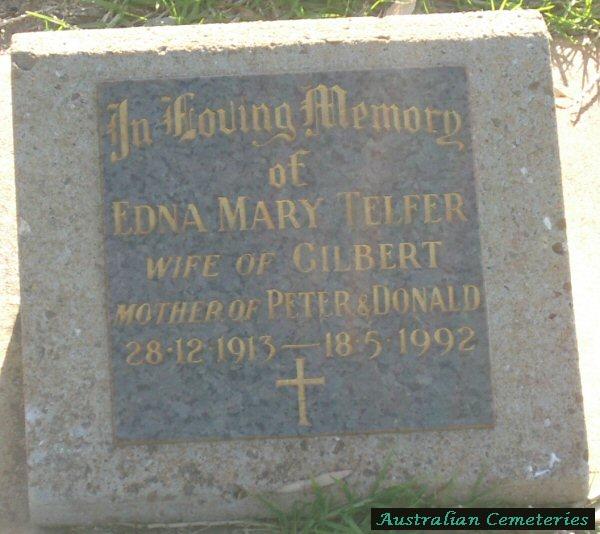 In Loving Memory
of
EDNA MARY TELFER
WIFE OF GILBERT
MOTHER OF PETER & DONALD
28·12·1913 — 18·5·1992
Australian Cemeteries